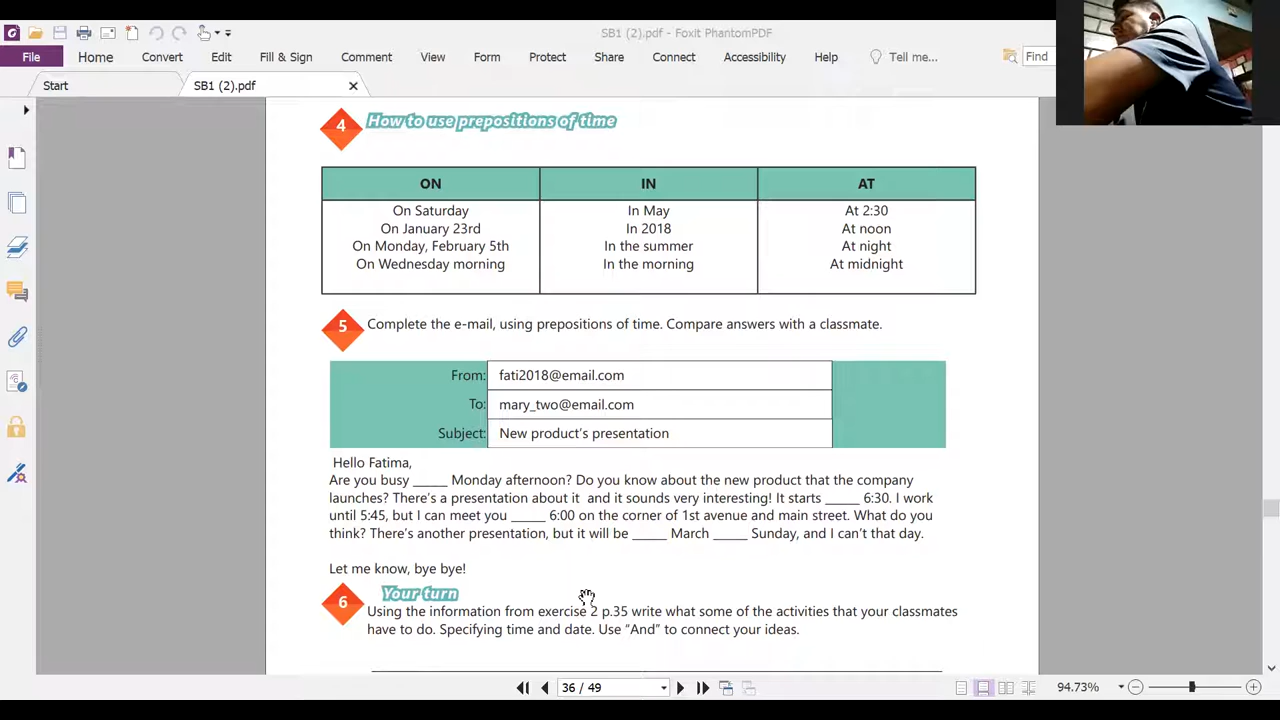 SB1 (2).pdf - Foxit PhantomPDF
File Home Convert Edit Fill & Sign Comment View Form Protect Share Connect Accessibility Help Tell me... Find
Start SB1 (2).pdf
4 How to use prepositions of time
ON IN AT
On Saturday In May At 2:30
On January 23rd In 2018 At noon
On Monday, February 5th In the summer At night
On Wednesday morning In the morning At midnight
5 Complete the e-mail, using prepositions of time. Compare answers with a classmate.
From: fati2018@email.com
To: mary_two@email.com
Subject: New product's presentation
Hello Fatima,
Are you busy _____ Monday afternoon? Do you know about the new product that the company
launches? There's a presentation about it and it sounds very interesting! It starts _____ 6:30. I work
until 5:45, but I can meet you _____ 6:00 on the corner of 1st avenue and main street. What do you
think? There's another presentation, but it will be _____ March _____ Sunday, and I can't that day.
Let me know, bye bye!
6 Your turn
Using the information from exercise 2 p.35 write what some of the activities that your classmates
have to do. Specifying time and date. Use “And” to connect your ideas.
36 / 49 94.73%